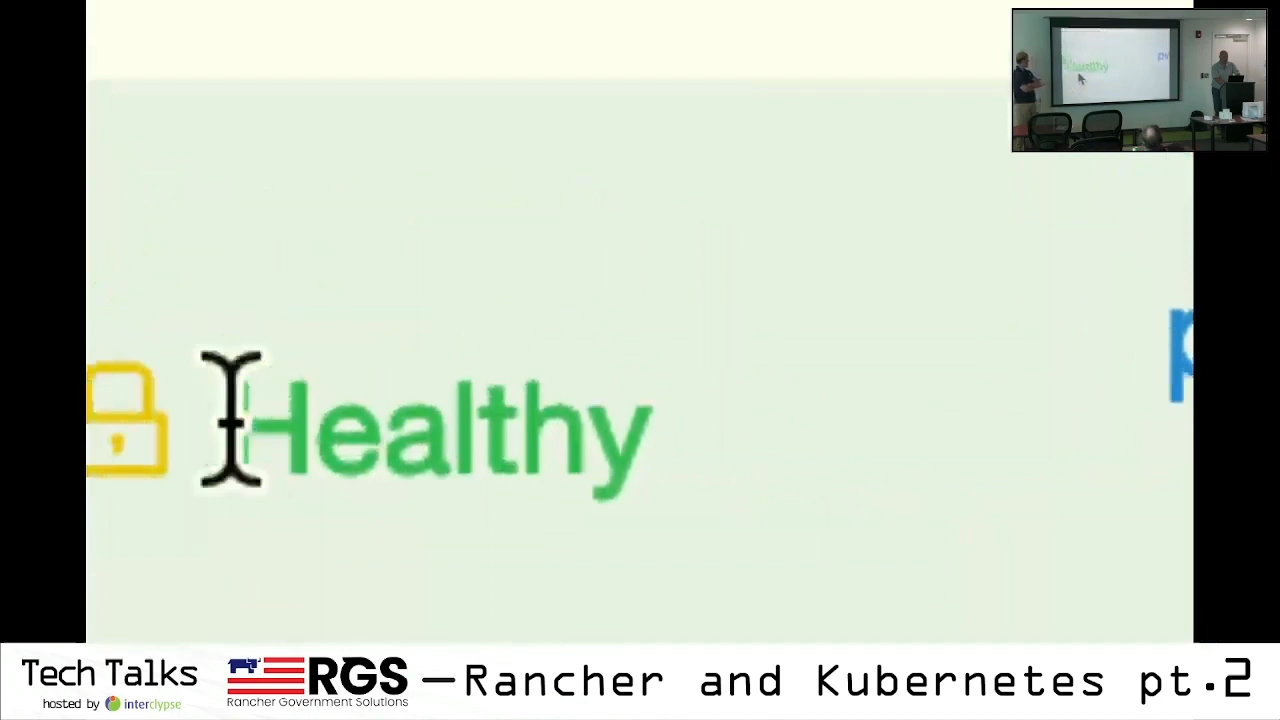 Healthy
Tech Talks
hosted by interclypse
RGS
Rancher Government Solutions
—Rancher and Kubernetes pt.2